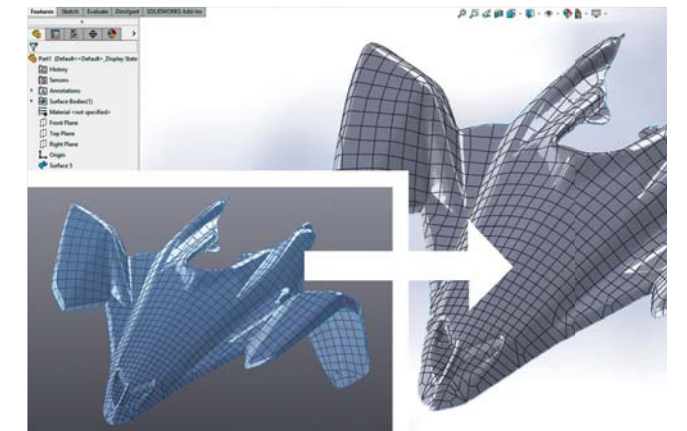 Features Sketch Evaluate DimXpert SOLIDWORKS Add-Ins
Part1 (Default<<Default>_Display State
History
Sensors
Annotations
Surface Bodies(1)
Material <not specified>
Front Plane
Top Plane
Right Plane
Origin
Surface 5